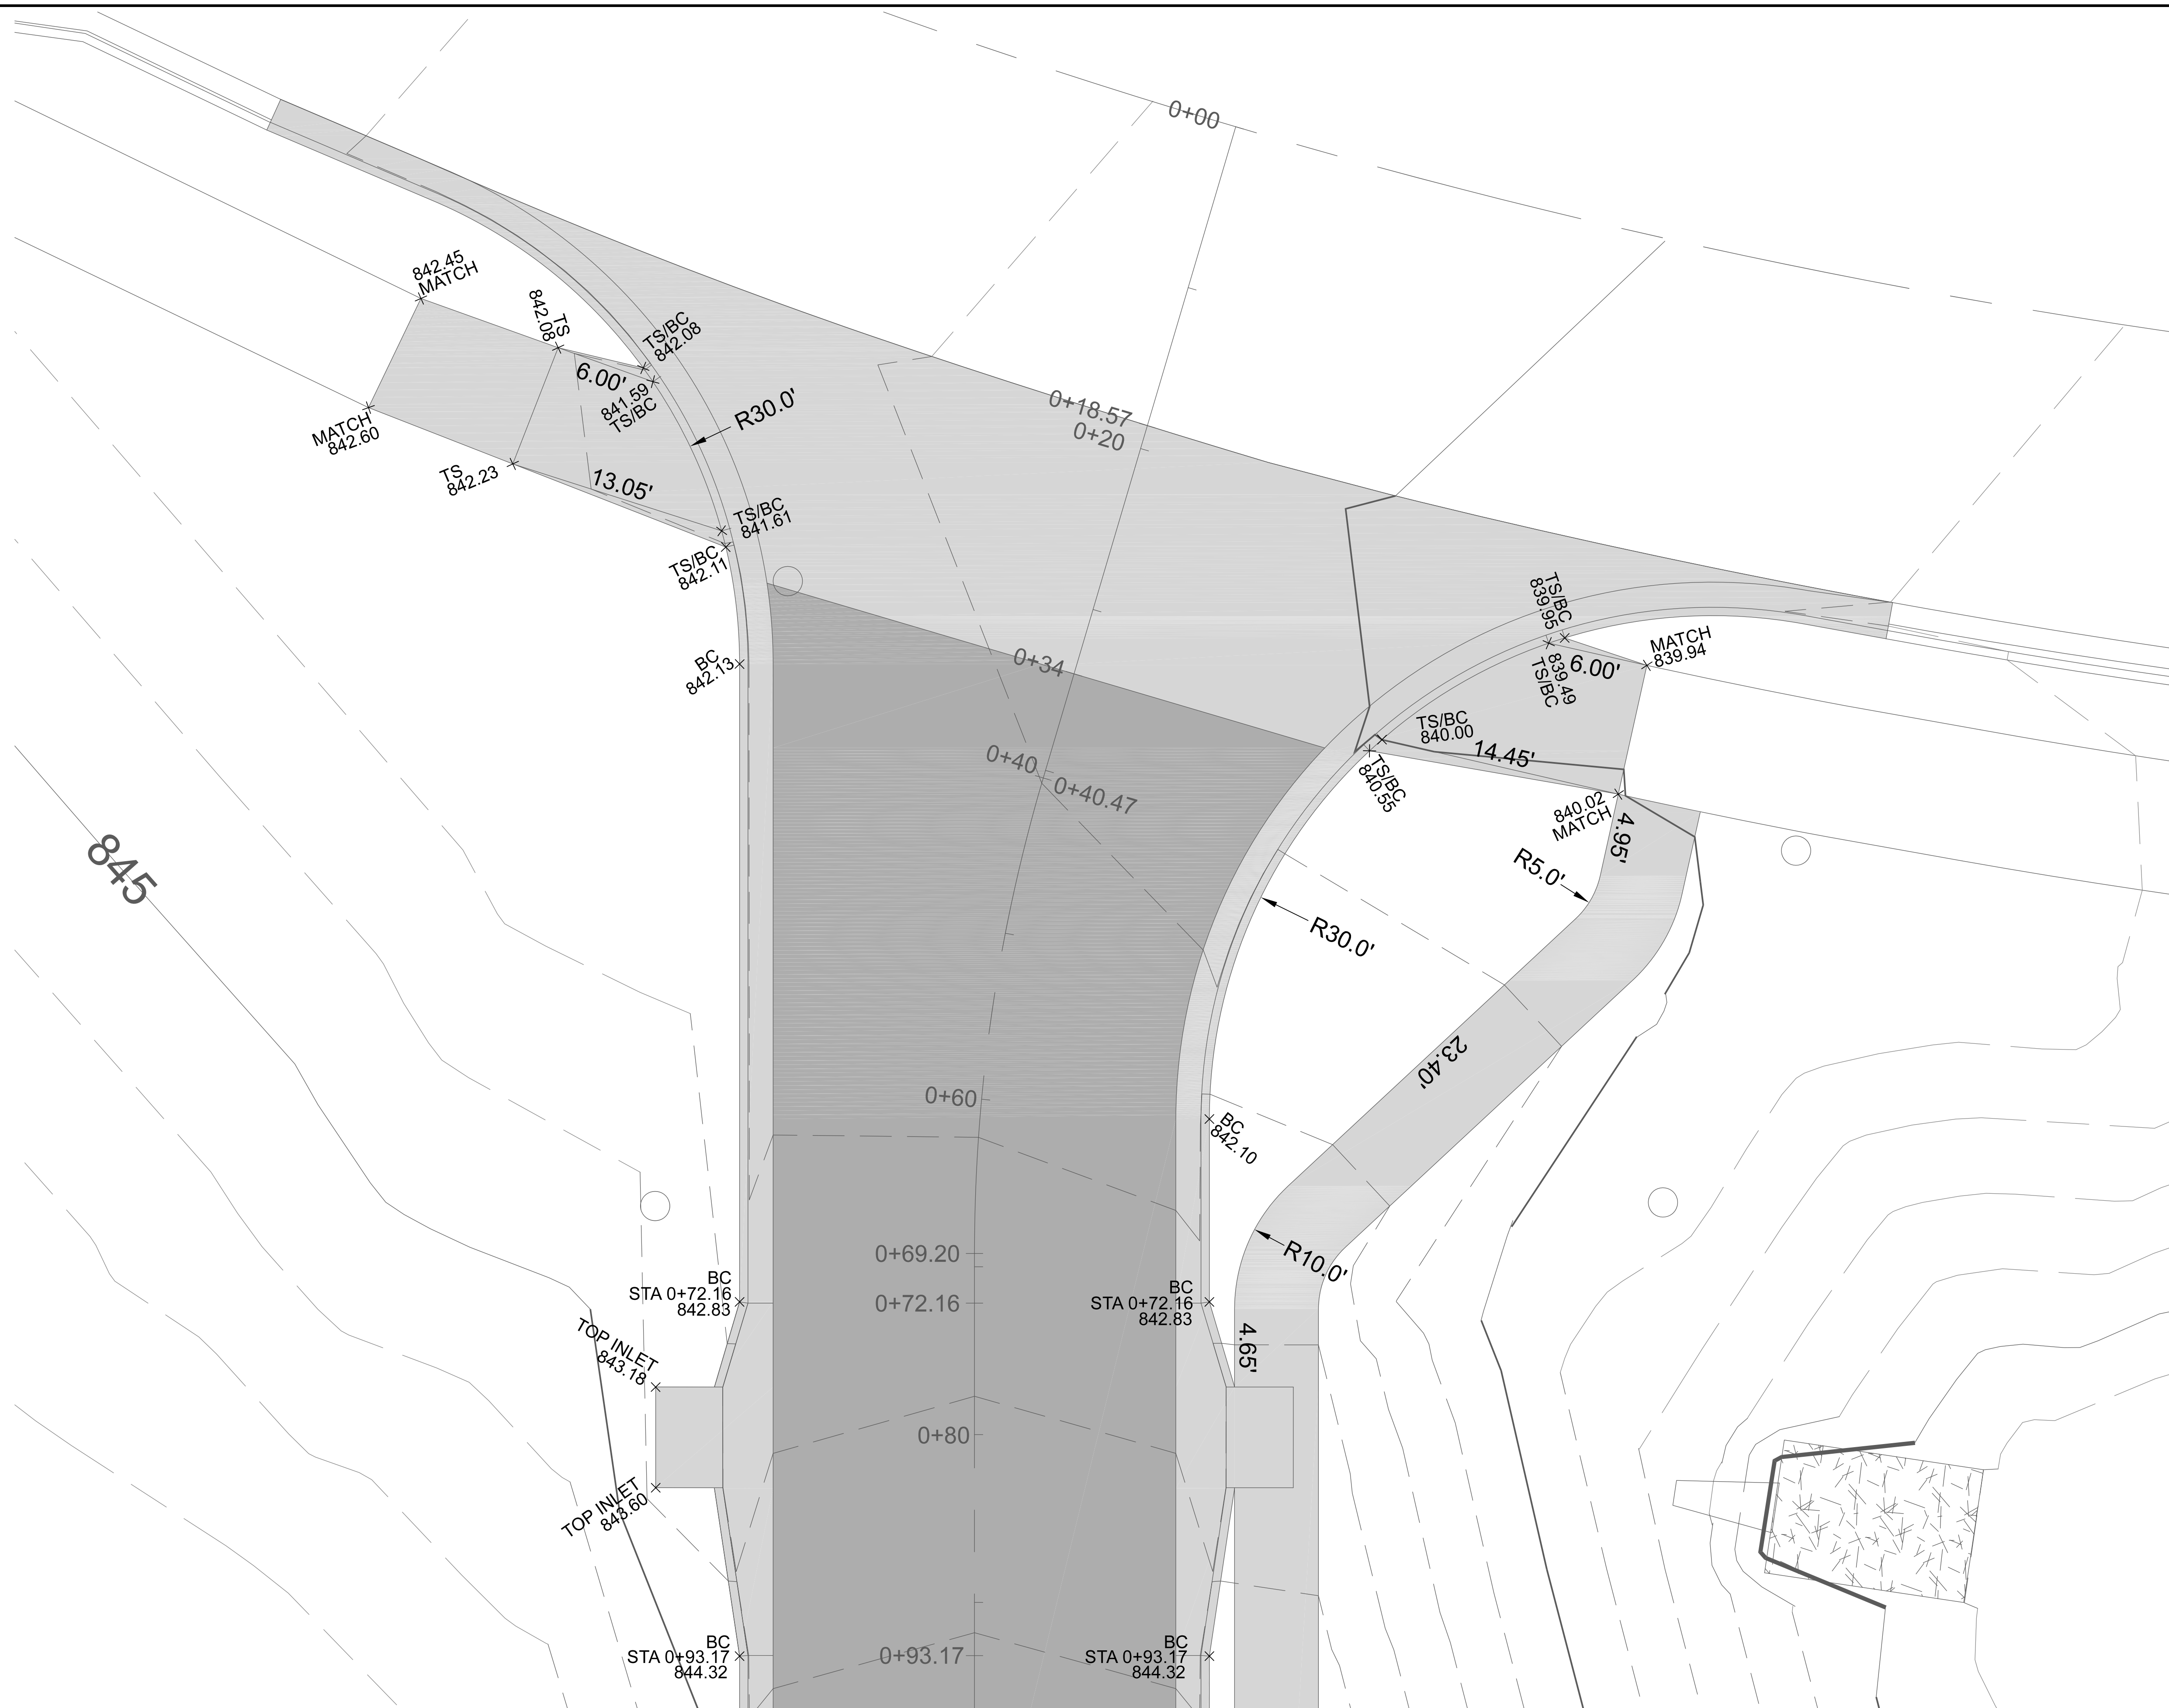 0+00
842.45
MATCH
TS
842.08
TS/BC
842.08
6.00'
841.59
TS/BC
R30.0'
0+18.57
0+20
MATCH
842.60
TS
842.23
13.05'
TS/BC
841.61
TS/BC
842.11
TS/BC
839.95
MATCH
839.94
6.00'
839.49
TS/BC
BC
842.13
0+34
TS/BC
840.00
14.45'
0+40
0+40.47
TS/BC
840.55
840.02
MATCH
4.95'
845
R5.0'
R30.0'
23.40'
0+60
BC
842.10
0+69.20
R10.0'
BC
STA 0+72.16
842.83
0+72.16
BC
STA 0+72.16
842.83
TOP INLET
843.18
4.65'
0+80
TOP INLET
843.60
BC
STA 0+93.17
844.32
0+93.17
BC
STA 0+93.17
844.32